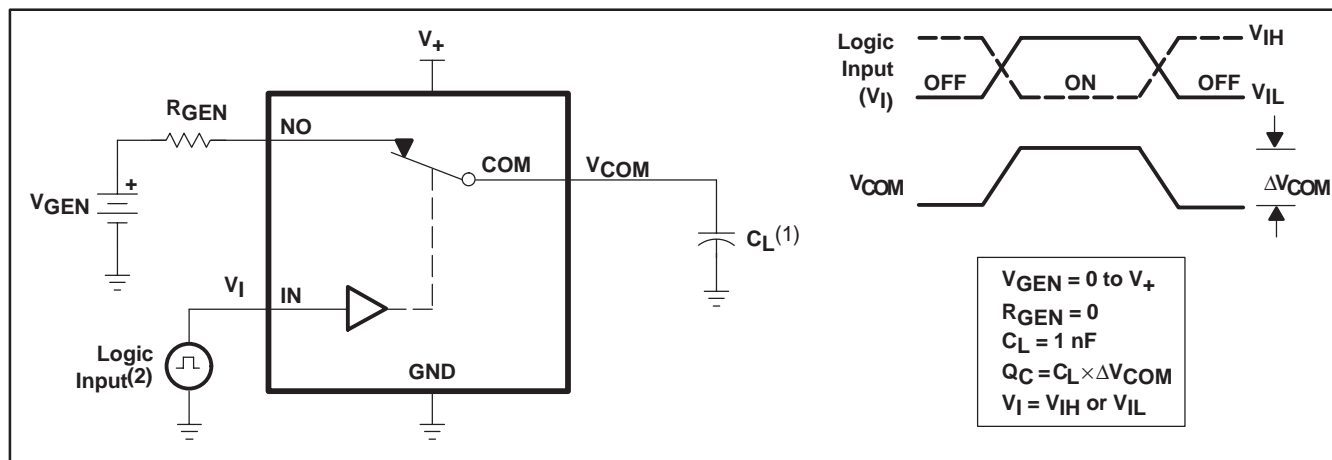 V+
RGEN
NO
COM
VCOM
VGEN
+
CL(1)
VI
IN
Logic
Input(2)
GND
Logic
Input
(VI)
VIH
OFF
ON
OFF
VIL
VCOM
ΔVCOM
VGEN = 0 to V+
RGEN = 0
CL = 1 nF
QC = CL × ΔVCOM
VI = VIH or VIL